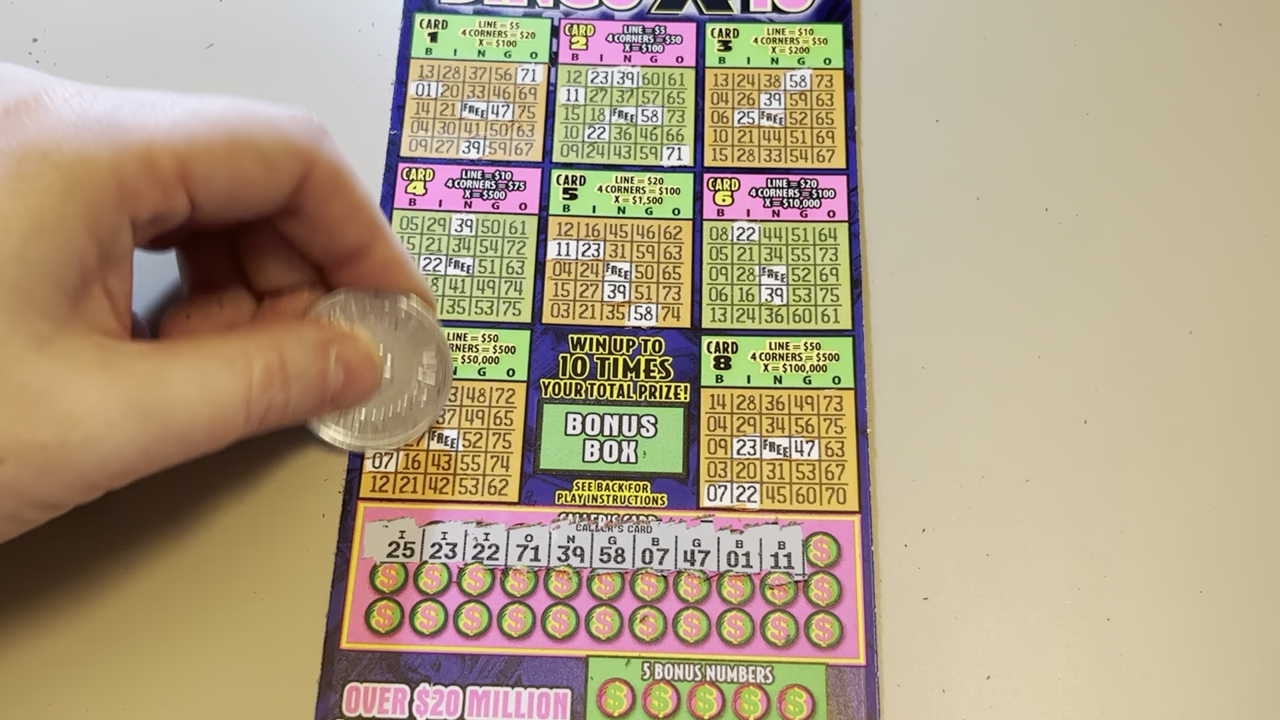 BINGO X10
CARD 1
LINE = $5
4 CORNERS = $20
X = $100
B I N G O
13 28 37 56 71
01 20 33 46 69
14 21 FREE 47 75
04 30 41 50 63
09 27 39 59 67
CARD 2
LINE = $5
4 CORNERS = $50
X = $100
B I N G O
12 23 39 60 61
11 27 37 57 65
15 18 FREE 58 73
10 22 36 46 66
09 24 43 59 71
CARD 3
LINE = $10
4 CORNERS = $50
X = $200
B I N G O
13 24 38 58 73
04 26 39 59 63
06 25 FREE 52 65
10 21 44 51 69
15 28 33 54 67
CARD 4
LINE = $10
4 CORNERS = $75
X = $500
B I N G O
05 29 39 50 61
15 21 34 54 72
22 FREE 51 63
41 49 74
35 53 75
CARD 5
LINE = $20
4 CORNERS = $100
X = $1,500
B I N G O
12 16 45 46 62
11 23 31 59 63
04 24 FREE 50 65
15 27 39 51 73
03 21 35 58 74
CARD 6
LINE = $20
4 CORNERS = $100
X = $10,000
B I N G O
08 22 44 51 64
05 21 34 55 73
09 28 FREE 52 69
06 16 39 53 75
13 24 36 60 61
LINE = $50
= $500
= $50,000
N G O
48 72
37 49 65
FREE 52 75
07 16 43 55 74
12 21 42 53 62
WIN UP TO
10 TIMES
YOUR TOTAL PRIZE!
BONUS
BOX
SEE BACK FOR
PLAY INSTRUCTIONS
CARD 8
LINE = $50
4 CORNERS = $500
X = $100,000
B I N G O
14 28 36 49 73
04 29 34 56 75
09 23 FREE 47 63
03 20 31 53 67
07 22 45 60 70
CALLER'S CARD
CALLER'S CARD
I I I O N G B G B B
25 23 22 71 39 58 07 47 01 11 $
$ $ $ $ $ $ $ $ $ $ $
$ $ $ $ $ $ $ $ $ $ $
5 BONUS NUMBERS
$ $ $ $ $
OVER $20 MILLION